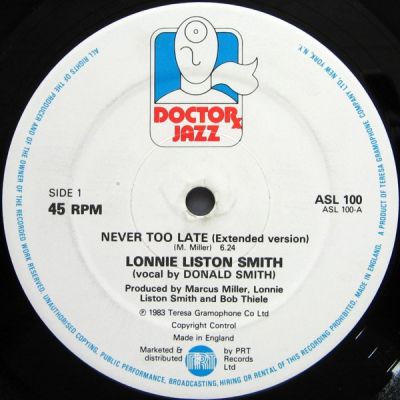 DOCTOR
JAZZ
SIDE 1
45 RPM
ASL 100
ASL 100-A
NEVER TOO LATE (Extended version)
(M. Miller) 6.24
LONNIE LISTON SMITH
(vocal by DONALD SMITH)
Produced by Marcus Miller, Lonnie
Liston Smith and Bob Thiele
℗ 1983 Teresa Gramophone Co Ltd
Copyright Control
Made in England
Marketed & distributed
PRT
by PRT Records Ltd
ALL RIGHTS OF THE PRODUCER AND OF THE OWNER OF THE RECORDED WORK RESERVED. UNAUTHORISED COPYING, PUBLIC PERFORMANCE, BROADCASTING, HIRING OR RENTAL OF THIS RECORDING PROHIBITED. MADE IN ENGLAND. A PRODUCT OF TERESA GRAMOPHONE COMPANY LTD. NEW YORK, N.Y.